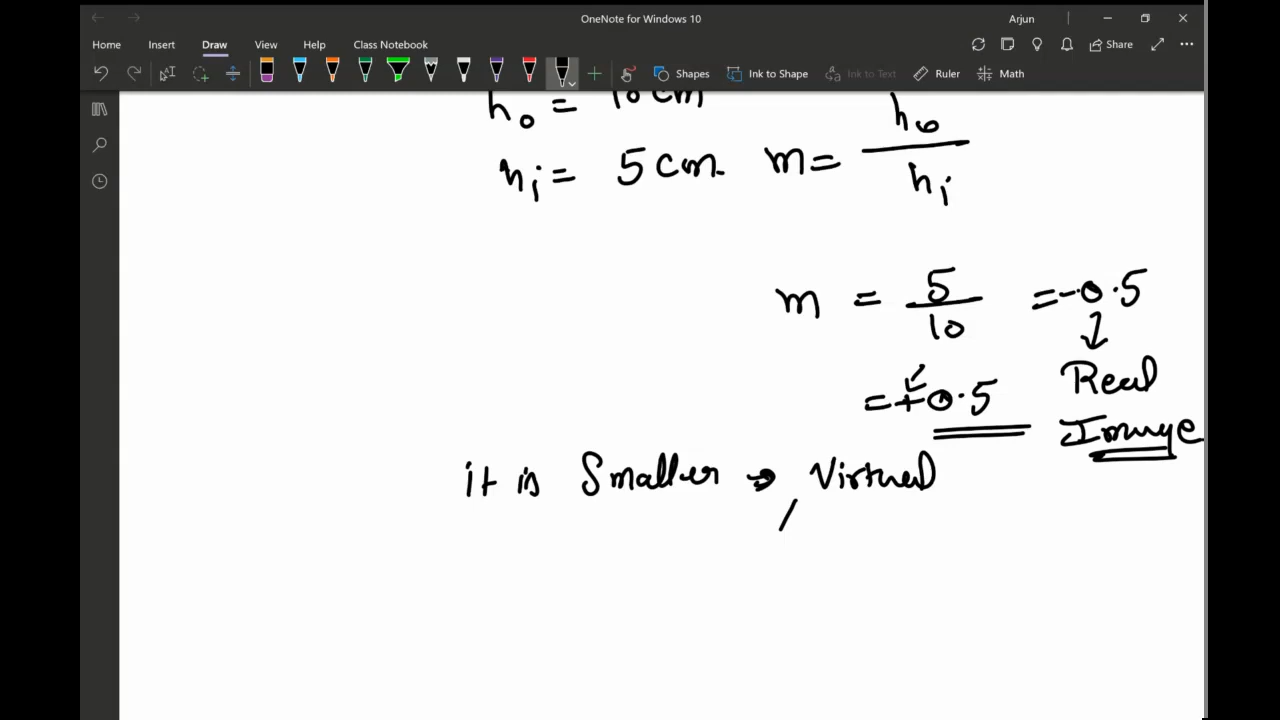 OneNote for Windows 10
Arjun
Home Insert Draw View Help Class Notebook
Share
Shapes Ink to Shape Ink to Text Ruler Math
h₀ = 10 cm
hᵢ = 5 cm. m = h₀ / hᵢ
m = 5 / 10 = -0.5
= +0.5
Real
Image
it is Smaller → Virtual
/